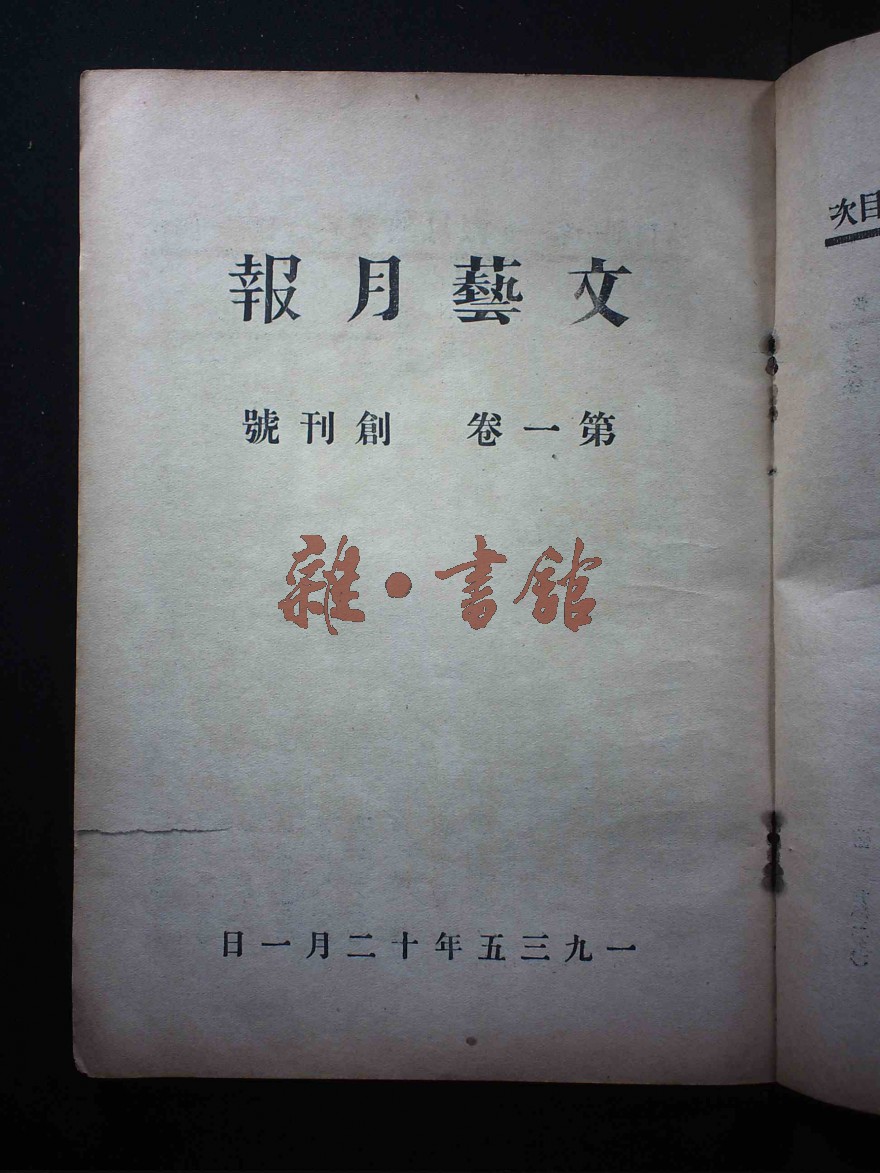 文藝月報
第一卷 創刊號
雜・書館
一九三五年十二月一日
目次